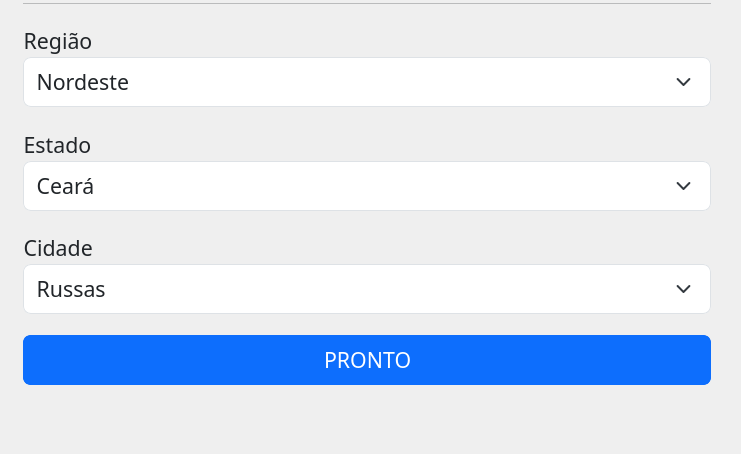 Região
Nordeste
Estado
Ceará
Cidade
Russas
PRONTO